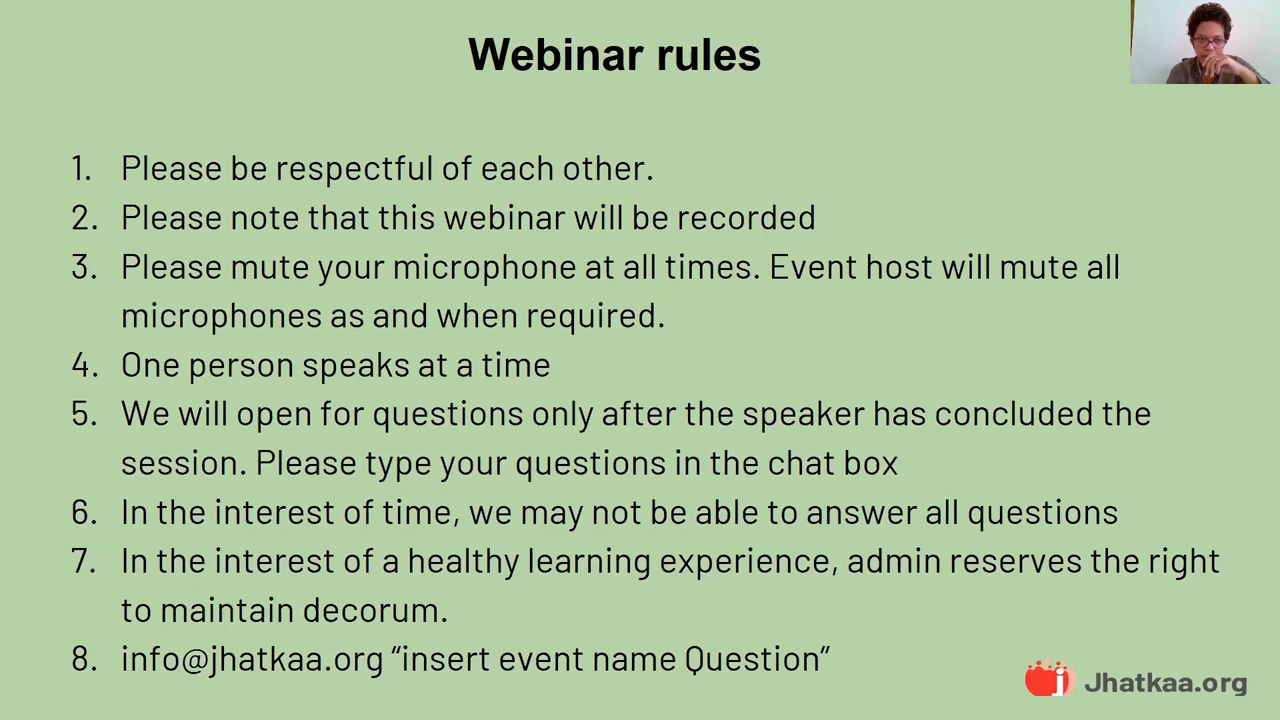 Webinar rules
1. Please be respectful of each other.
2. Please note that this webinar will be recorded
3. Please mute your microphone at all times. Event host will mute all
microphones as and when required.
4. One person speaks at a time
5. We will open for questions only after the speaker has concluded the
session. Please type your questions in the chat box
6. In the interest of time, we may not be able to answer all questions
7. In the interest of a healthy learning experience, admin reserves the right
to maintain decorum.
8. info@jhatkaa.org “insert event name Question”
j Jhatkaa.org